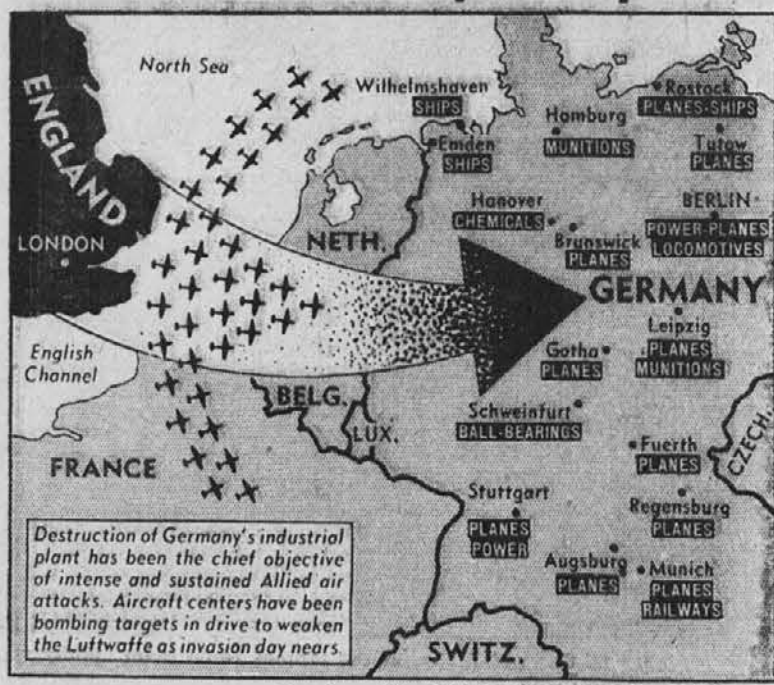 North Sea
ENGLAND
LONDON
English
Channel
FRANCE
Wilhelmshaven
SHIPS
Emden
SHIPS
Hamburg
MUNITIONS
Rostock
PLANES-SHIPS
Tutow
PLANES
Hanover
CHEMICALS
Brunswick
PLANES
BERLIN
POWER-PLANES
LOCOMOTIVES
NETH.
GERMANY
Leipzig
PLANES
MUNITIONS
Gotha
PLANES
BELG.
LUX.
Schweinfurt
BALL-BEARINGS
Fuerth
PLANES
CZECH.
Stuttgart
PLANES
POWER
Regensburg
PLANES
Augsburg
PLANES
Munich
PLANES
RAILWAYS
SWITZ.
Destruction of Germany's industrial
plant has been the chief objective
of intense and sustained Allied air
attacks. Aircraft centers have been
bombing targets in drive to weaken
the Luftwaffe as invasion day nears.